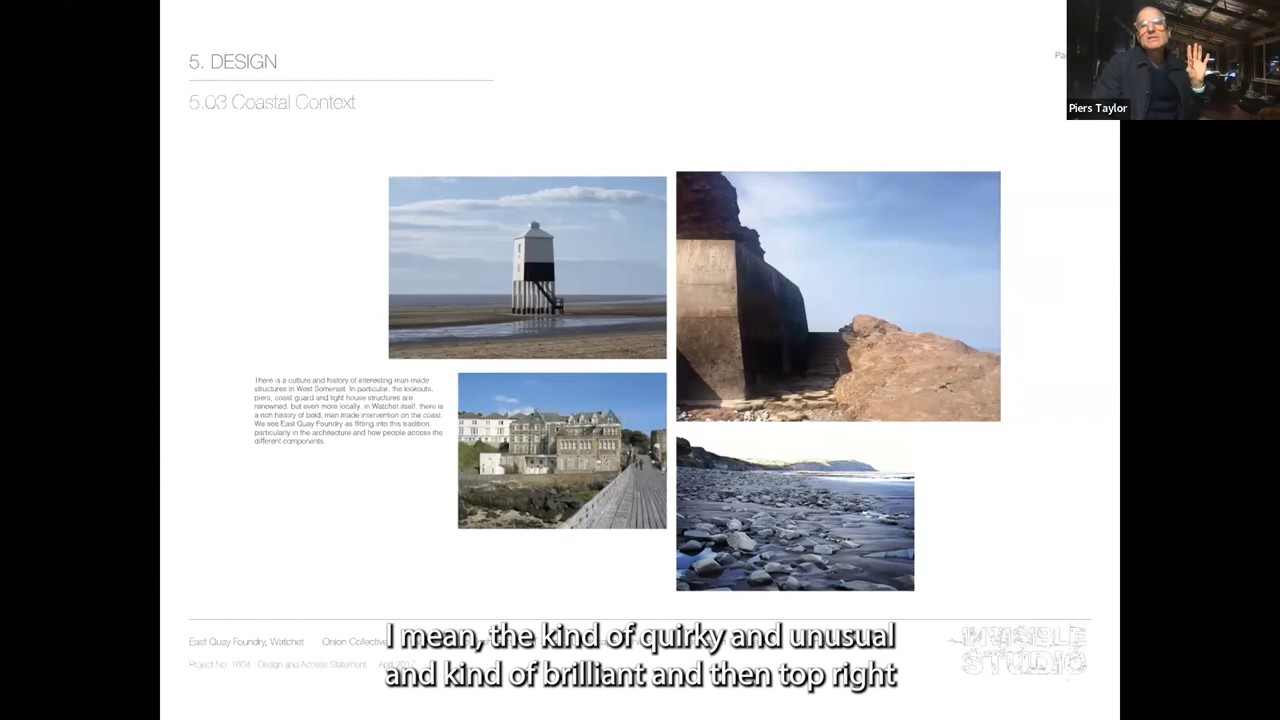 5. DESIGN
5.03 Coastal Context
Piers Taylor
There is a culture and history of interesting man made
structures in West Somerset. In particular, the lookouts,
piers, coast guard and light house structures are
renowned, but even more locally, in Watchet itself, there is
a rich history of bold, man made intervention on the coast.
We see East Quay Foundry as fitting into this tradition,
particularly in the architecture and how people access the
different components.
East Quay Foundry, Watchet Onion Collective
Project No 1604 Design and Access Statement April 2017
INVISIBLE
STUDIO
I mean, the kind of quirky and unusual
and kind of brilliant and then top right